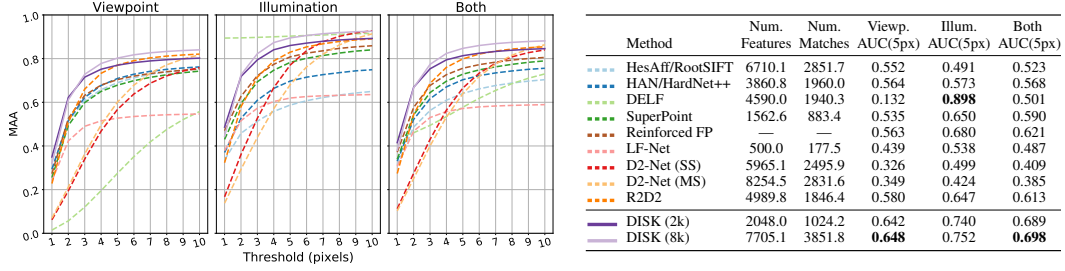 Viewpoint Illumination Both
1.0
0.8
0.6
0.4
0.2
0.0
MAA
1 2 3 4 5 6 7 8 9 10 1 2 3 4 5 6 7 8 9 10 1 2 3 4 5 6 7 8 9 10
Threshold (pixels)
Num. Num. Viewp. Illum. Both
Method Features Matches AUC(5px) AUC(5px) AUC(5px)
HesAff/RootSIFT 6710.1 2851.7 0.552 0.491 0.523
HAN/HardNet++ 3860.8 1960.0 0.564 0.573 0.568
DELF 4590.0 1940.3 0.132 0.898 0.501
SuperPoint 1562.6 883.4 0.535 0.650 0.590
Reinforced FP — — 0.563 0.680 0.621
LF-Net 500.0 177.5 0.439 0.538 0.487
D2-Net (SS) 5965.1 2495.9 0.326 0.499 0.409
D2-Net (MS) 8254.5 2831.6 0.349 0.424 0.385
R2D2 4989.8 1846.4 0.580 0.647 0.613
DISK (2k) 2048.0 1024.2 0.642 0.740 0.689
DISK (8k) 7705.1 3851.8 0.648 0.752 0.698